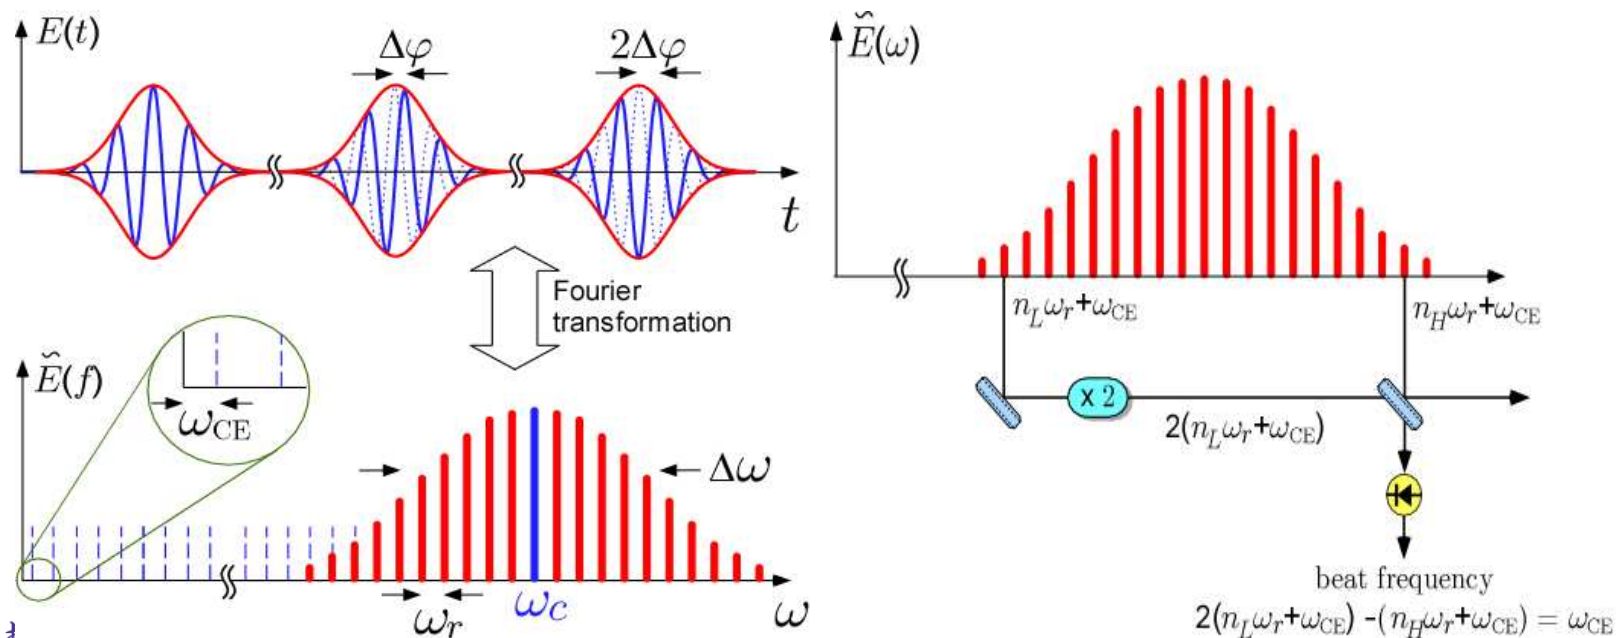 E(t)
Δφ
2Δφ
t
Fourier
transformation
Ẽ(f)
ω_CE
Δω
ω_r
ω_c
ω
Ẽ(ω)
n_Lω_r+ω_CE
n_Hω_r+ω_CE
x 2
2(n_Lω_r+ω_CE)
beat frequency
2(n_Lω_r+ω_CE) -(n_Hω_r+ω_CE) = ω_CE